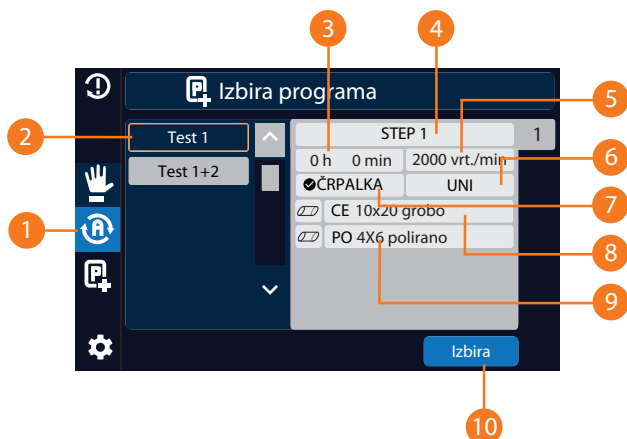 3
4
Izbira programa
5
2
Test 1
STEP 1
1
0 h 0 min
2000 vrt./min
6
Test 1+2
ČRPALKA
UNI
7
1
A
CE 10x20 grobo
8
PO 4X6 polirano
P
9
Izbira
10